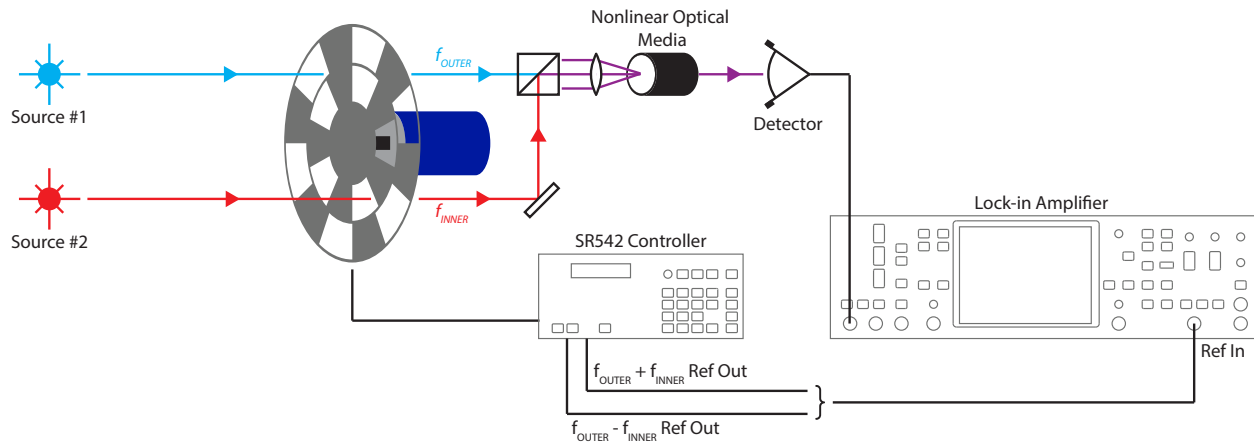 Nonlinear Optical
Media
f_OUTER
Source #1
Detector
f_INNER
Source #2
Lock-in Amplifier
SR542 Controller
Ref In
f_OUTER + f_INNER Ref Out
f_OUTER - f_INNER Ref Out